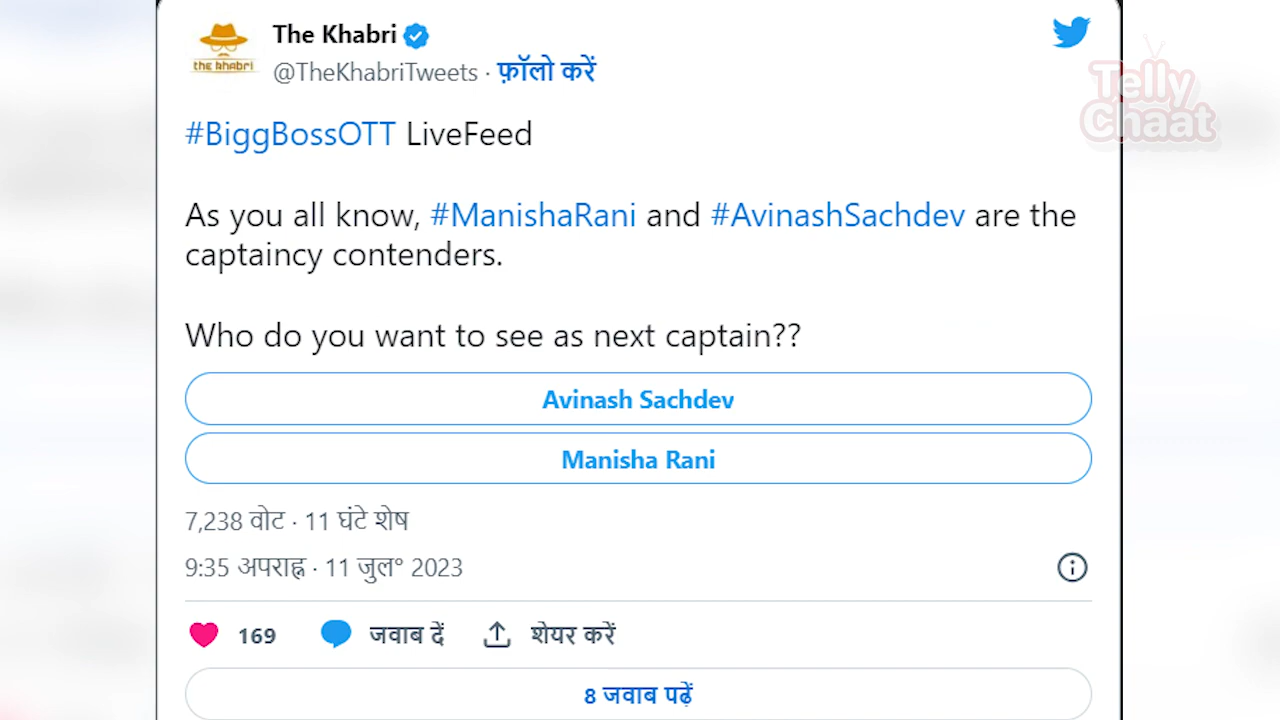 The Khabri
the khabri
@TheKhabriTweets · फ़ॉलो करें
Telly
Chaat
#BiggBossOTT LiveFeed
As you all know, #ManishaRani and #AvinashSachdev are the
captaincy contenders.
Who do you want to see as next captain??
Avinash Sachdev
Manisha Rani
7,238 वोट · 11 घंटे शेष
9:35 अपराह्न · 11 जुल॰ 2023
169 जवाब दें शेयर करें
8 जवाब पढ़ें